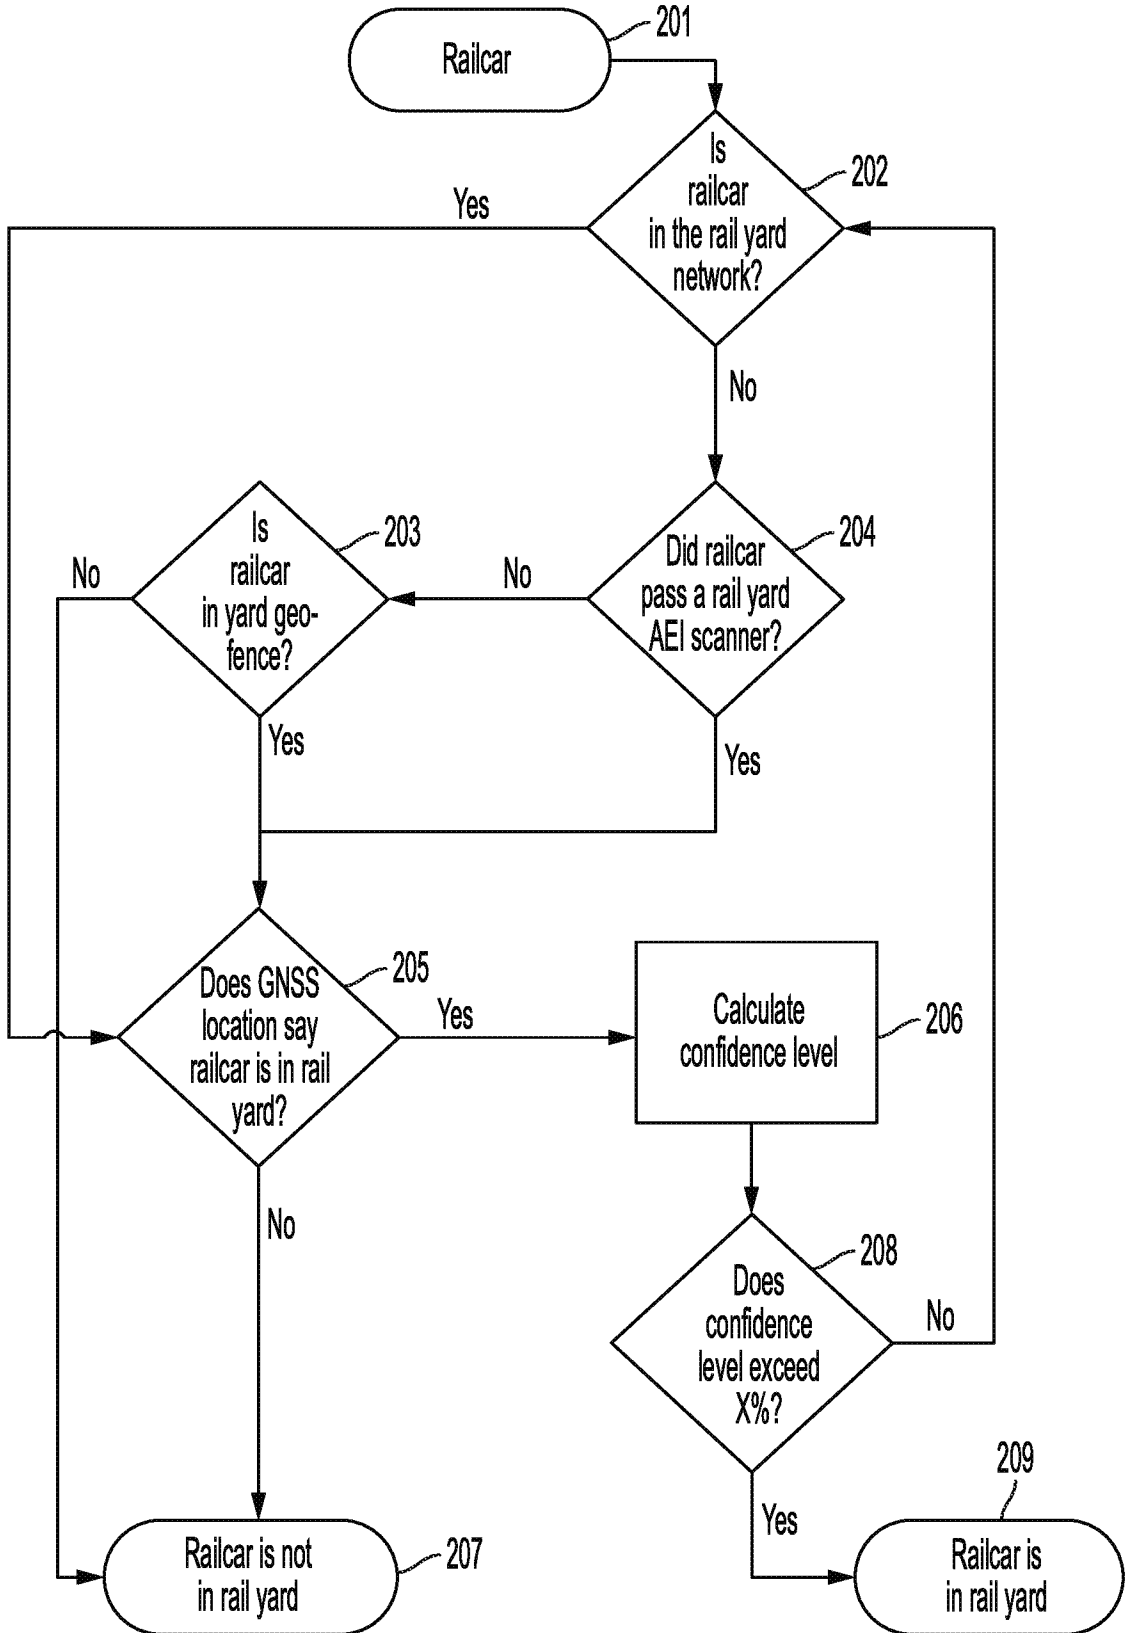 201
Railcar
Is
railcar
in the rail yard
network?
202
Yes
No
Is
railcar
in yard geo-
fence?
203
No
No
Did railcar
pass a rail yard
AEI scanner?
204
Yes
Yes
Does GNSS
location say
railcar is in rail
yard?
205
Yes
Calculate
confidence level
206
No
Does
confidence
level exceed
X%?
208
No
Yes
Railcar is not
in rail yard
207
209
Railcar is
in rail yard